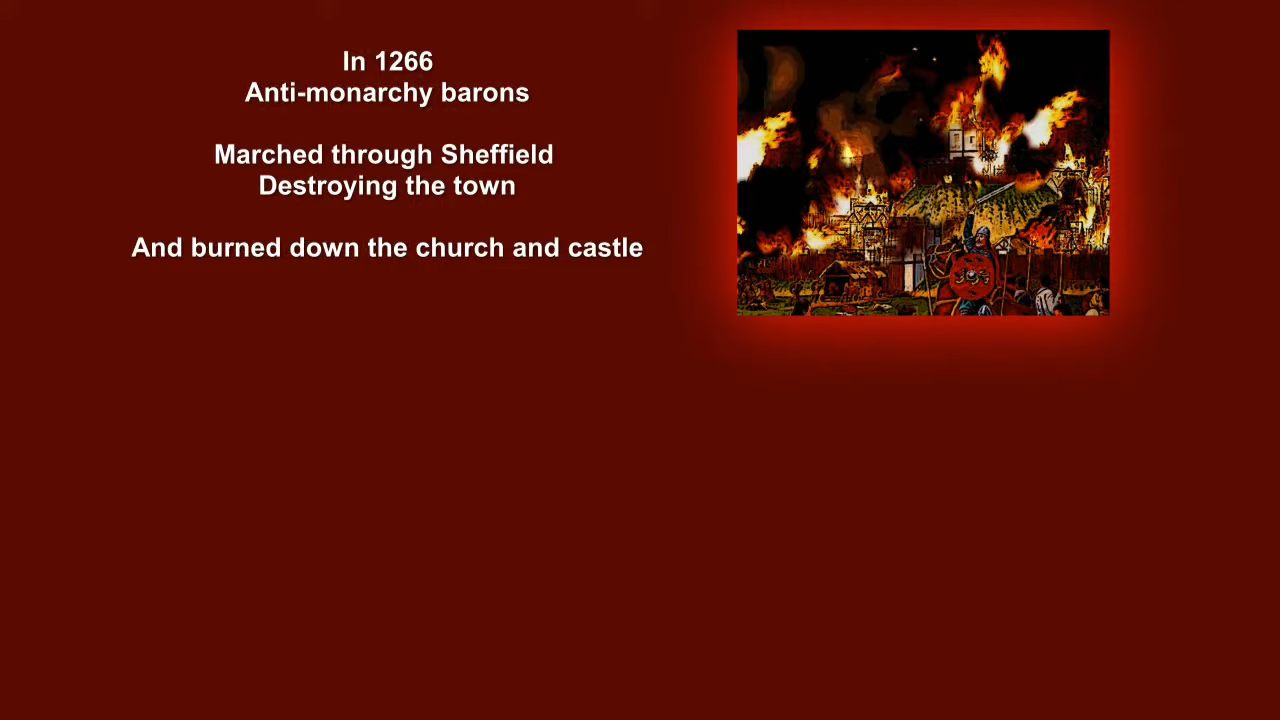 In 1266
Anti-monarchy barons
Marched through Sheffield
Destroying the town
And burned down the church and castle